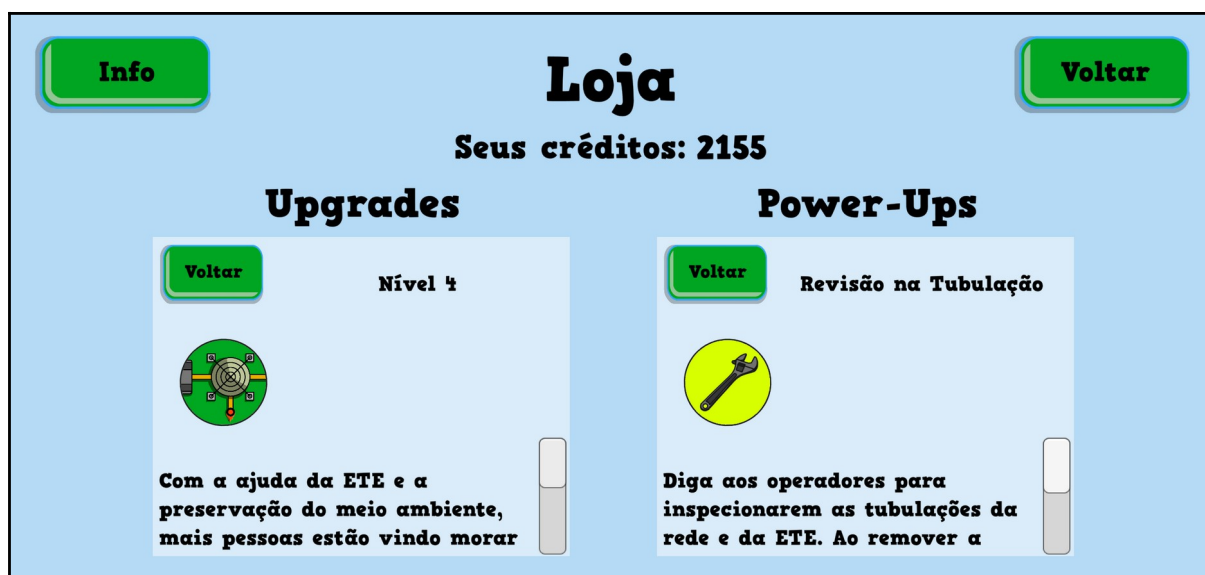 Info
Loja
Voltar
Seus créditos: 2155
Upgrades
Voltar
Nível 4
Com a ajuda da ETE e a
preservação do meio ambiente,
mais pessoas estão vindo morar
Power-Ups
Voltar
Revisão na Tubulação
Diga aos operadores para
inspecionarem as tubulações da
rede e da ETE. Ao remover a